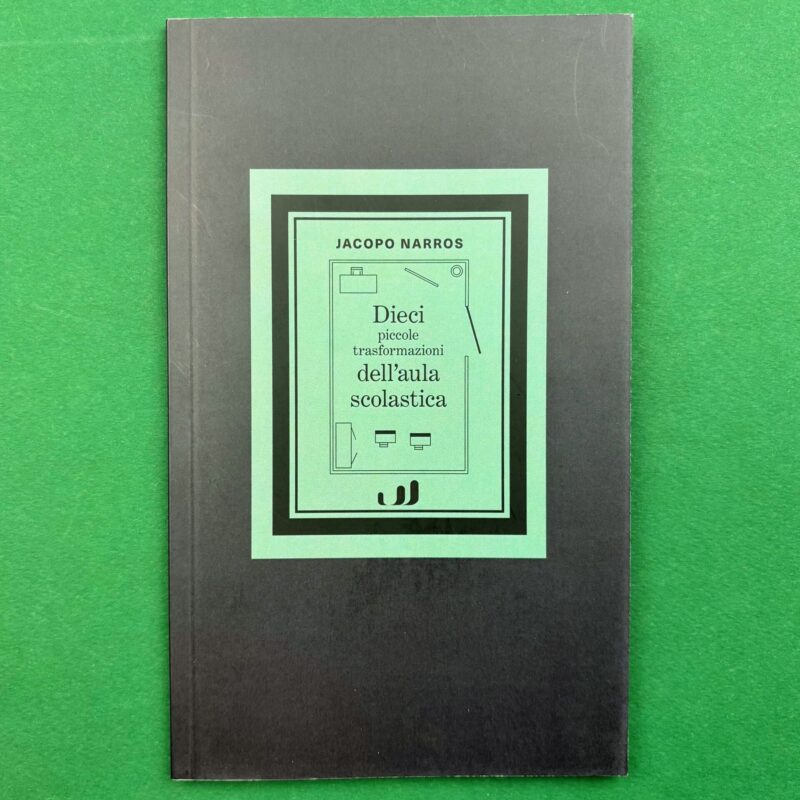 JACOPO NARROS
Dieci
piccole
trasformazioni
dell'aula
scolastica